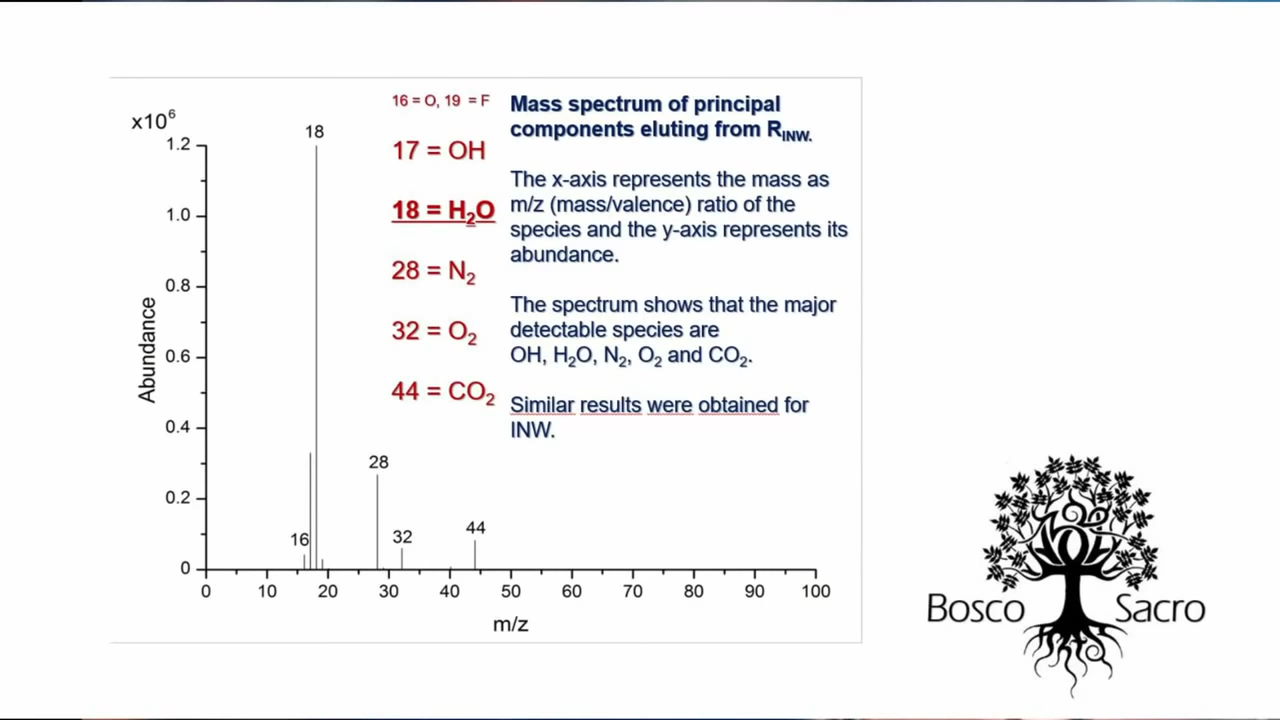 16 = O, 19 = F
17 = OH
18 = H₂O
28 = N₂
32 = O₂
44 = CO₂
Mass spectrum of principal
components eluting from RINW.
The x-axis represents the mass as
m/z (mass/valence) ratio of the
species and the y-axis represents its
abundance.
The spectrum shows that the major
detectable species are
OH, H₂O, N₂, O₂ and CO₂.
Similar results were obtained for
INW.
x10⁶
1.2
1.0
0.8
0.6
0.4
0.2
0
Abundance
18
16
28
32
44
0 10 20 30 40 50 60 70 80 90 100
m/z
Bosco Sacro